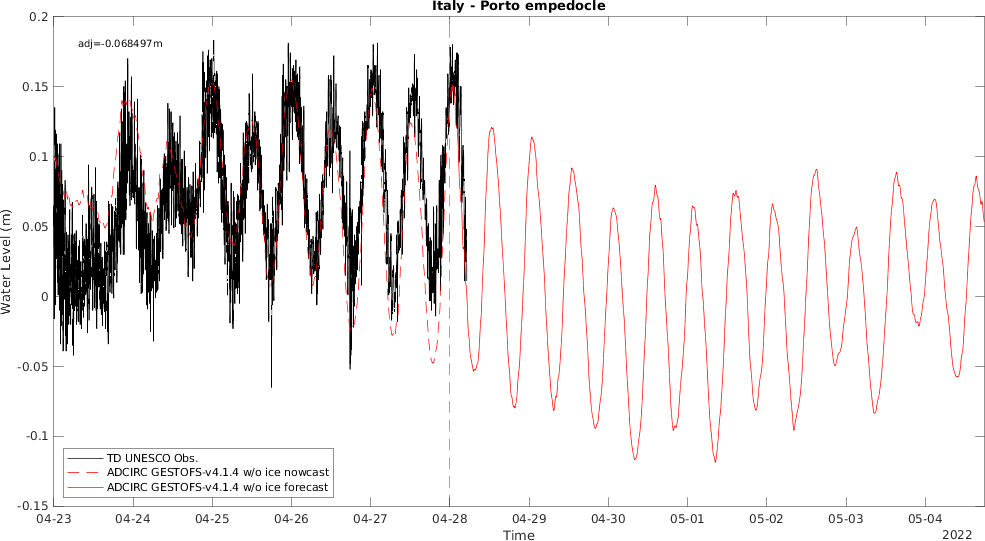 Italy - Porto empedocle
adj=-0.068497m
0.2
0.15
0.1
0.05
0
-0.05
-0.1
-0.15
Water Level (m)
TD UNESCO Obs.
ADCIRC GESTOFS-v4.1.4 w/o ice nowcast
ADCIRC GESTOFS-v4.1.4 w/o ice forecast
04-23 04-24 04-25 04-26 04-27 04-28 04-29 04-30 05-01 05-02 05-03 05-04
Time
2022